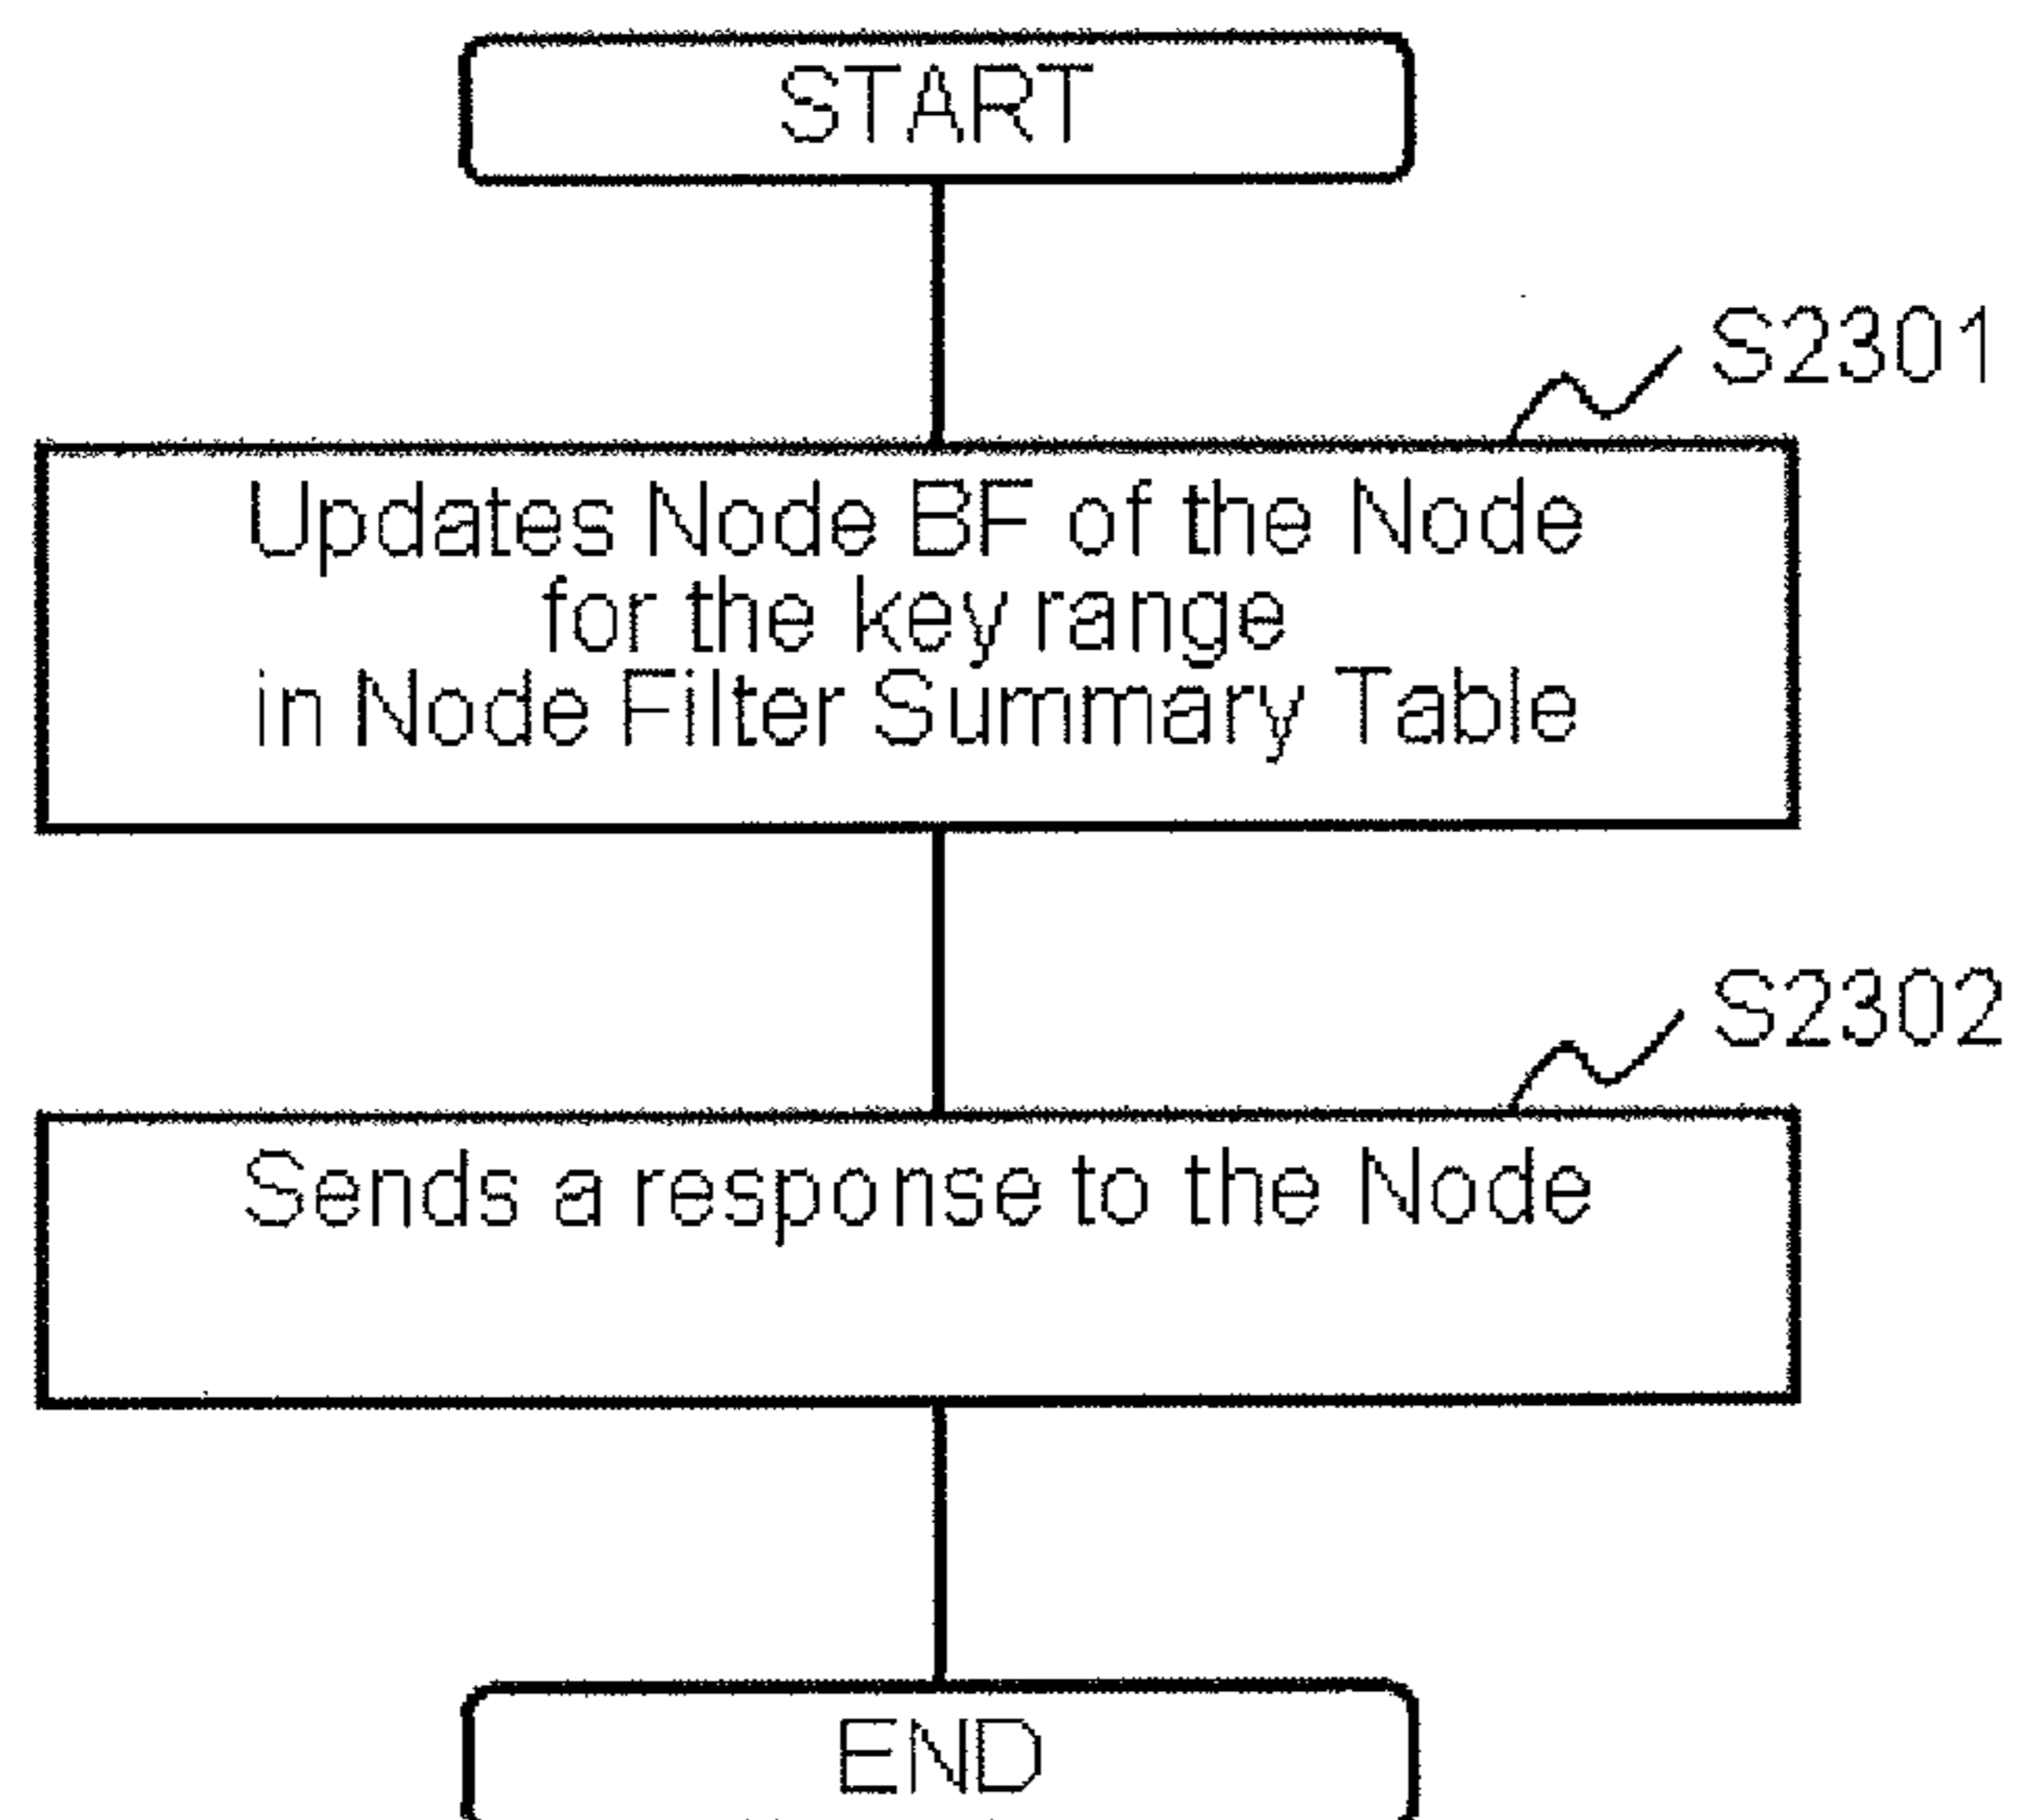 START
S2301
Updates Node BF of the Node
for the key range
in Node Filter Summary Table
S2302
Sends a response to the Node
END